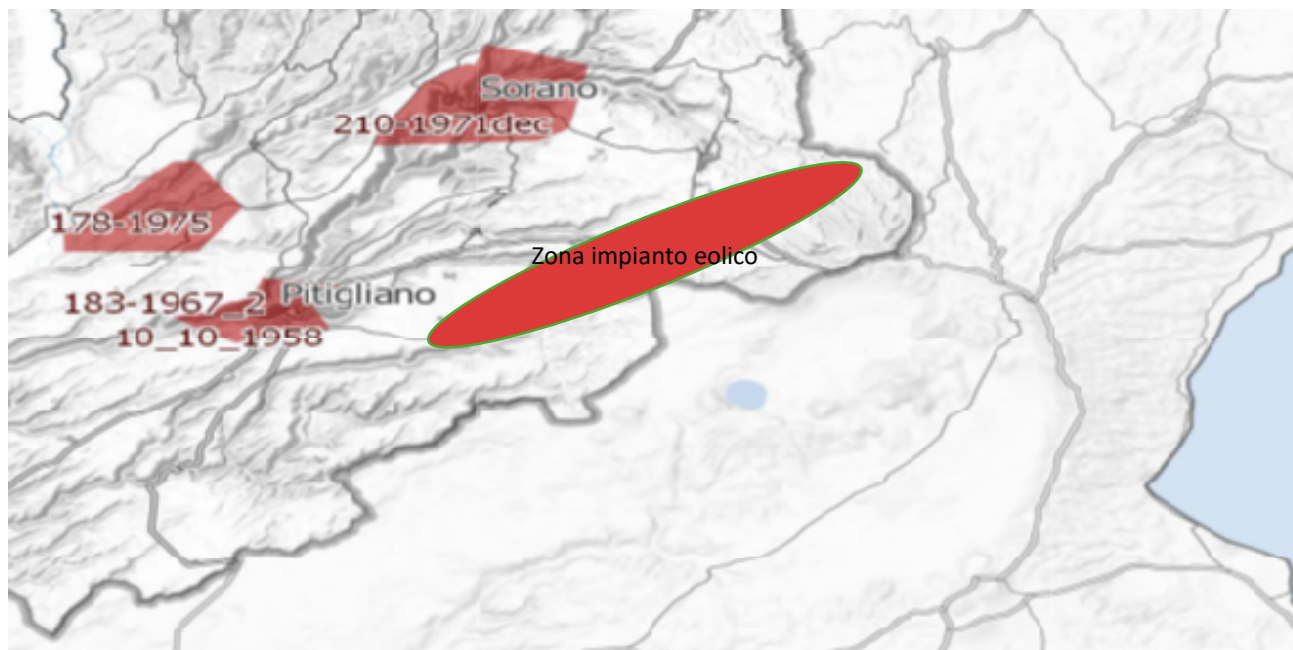 Sorano
210-1971dec
178-1975
Zona impianto eolico
183-1967_2
Pitigliano
10_10_1958